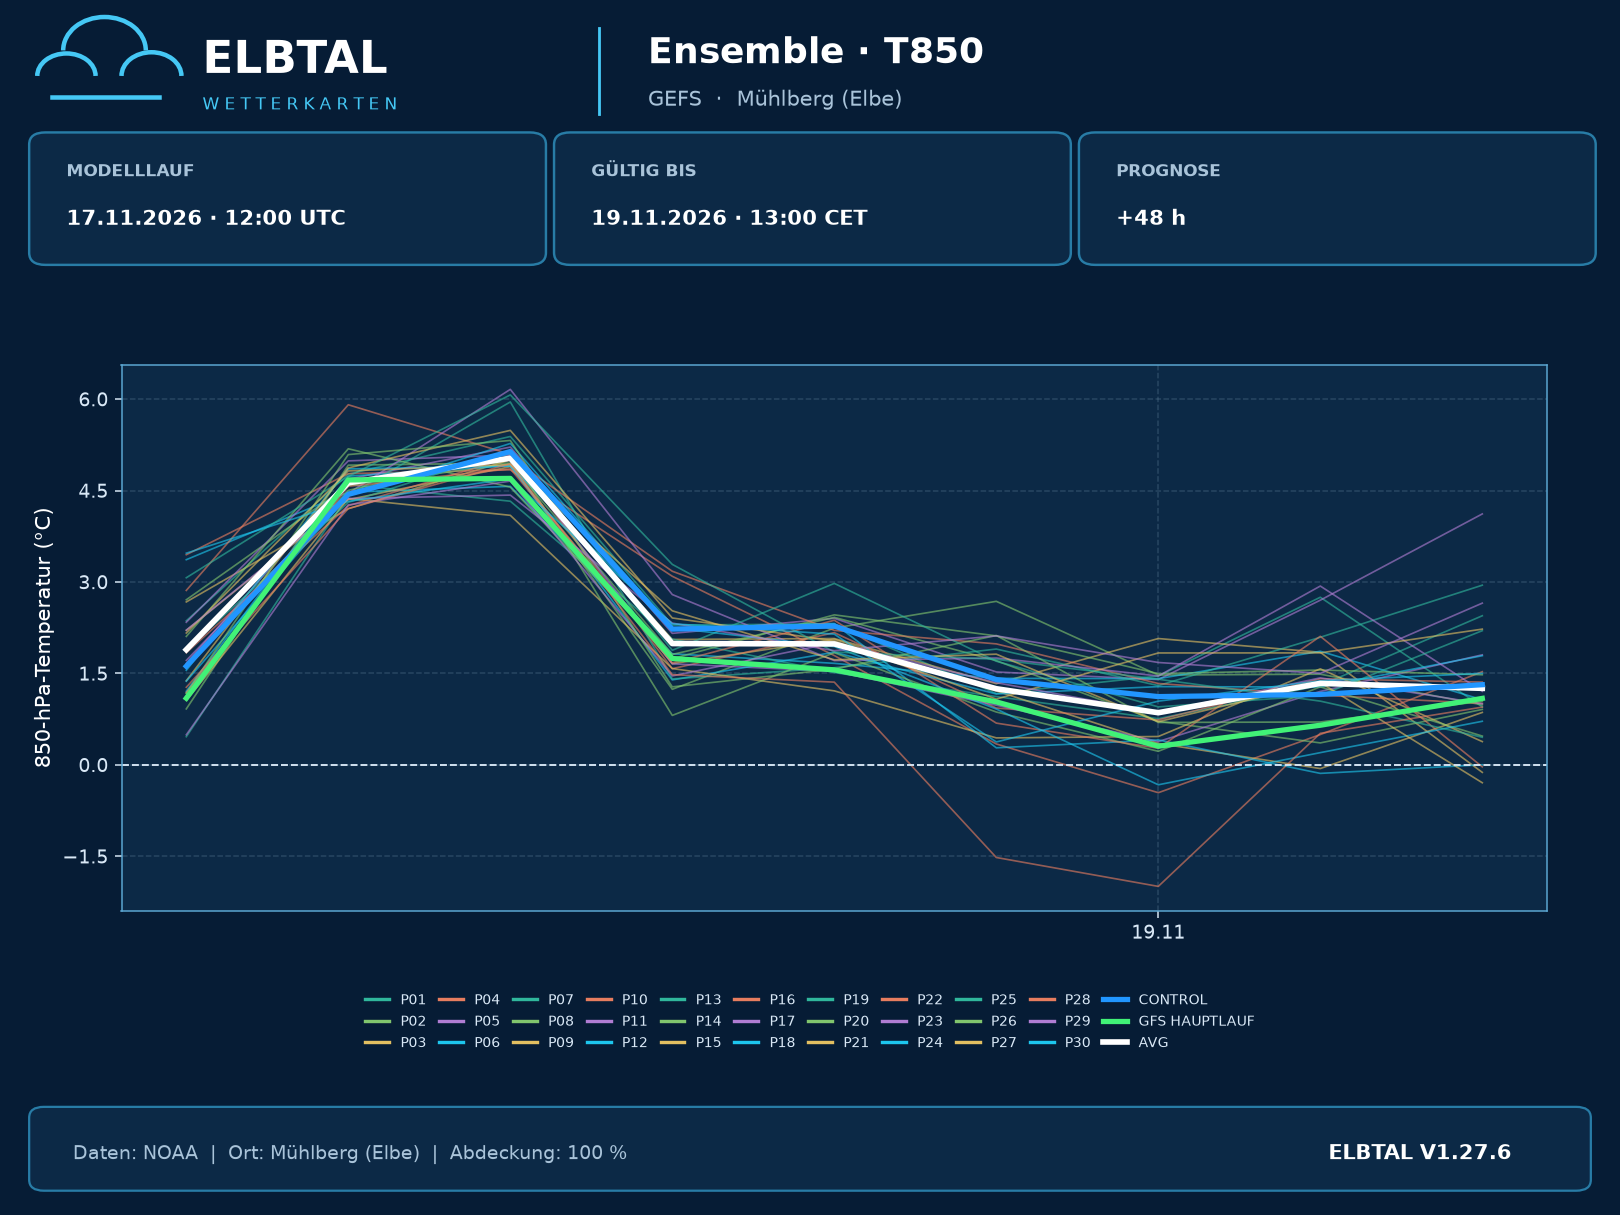 ELBTAL
WETTERKARTEN
Ensemble · T850
GEFS · Mühlberg (Elbe)
MODELLLAUF
17.11.2026 · 12:00 UTC
GÜLTIG BIS
19.11.2026 · 13:00 CET
PROGNOSE
+48 h
850-hPa-Temperatur (°C)
6.0
4.5
3.0
1.5
0.0
−1.5
19.11
P01 P04 P07 P10 P13 P16 P19 P22 P25 P28 CONTROL
P02 P05 P08 P11 P14 P17 P20 P23 P26 P29 GFS HAUPTLAUF
P03 P06 P09 P12 P15 P18 P21 P24 P27 P30 AVG
Daten: NOAA | Ort: Mühlberg (Elbe) | Abdeckung: 100 %
ELBTAL V1.27.6